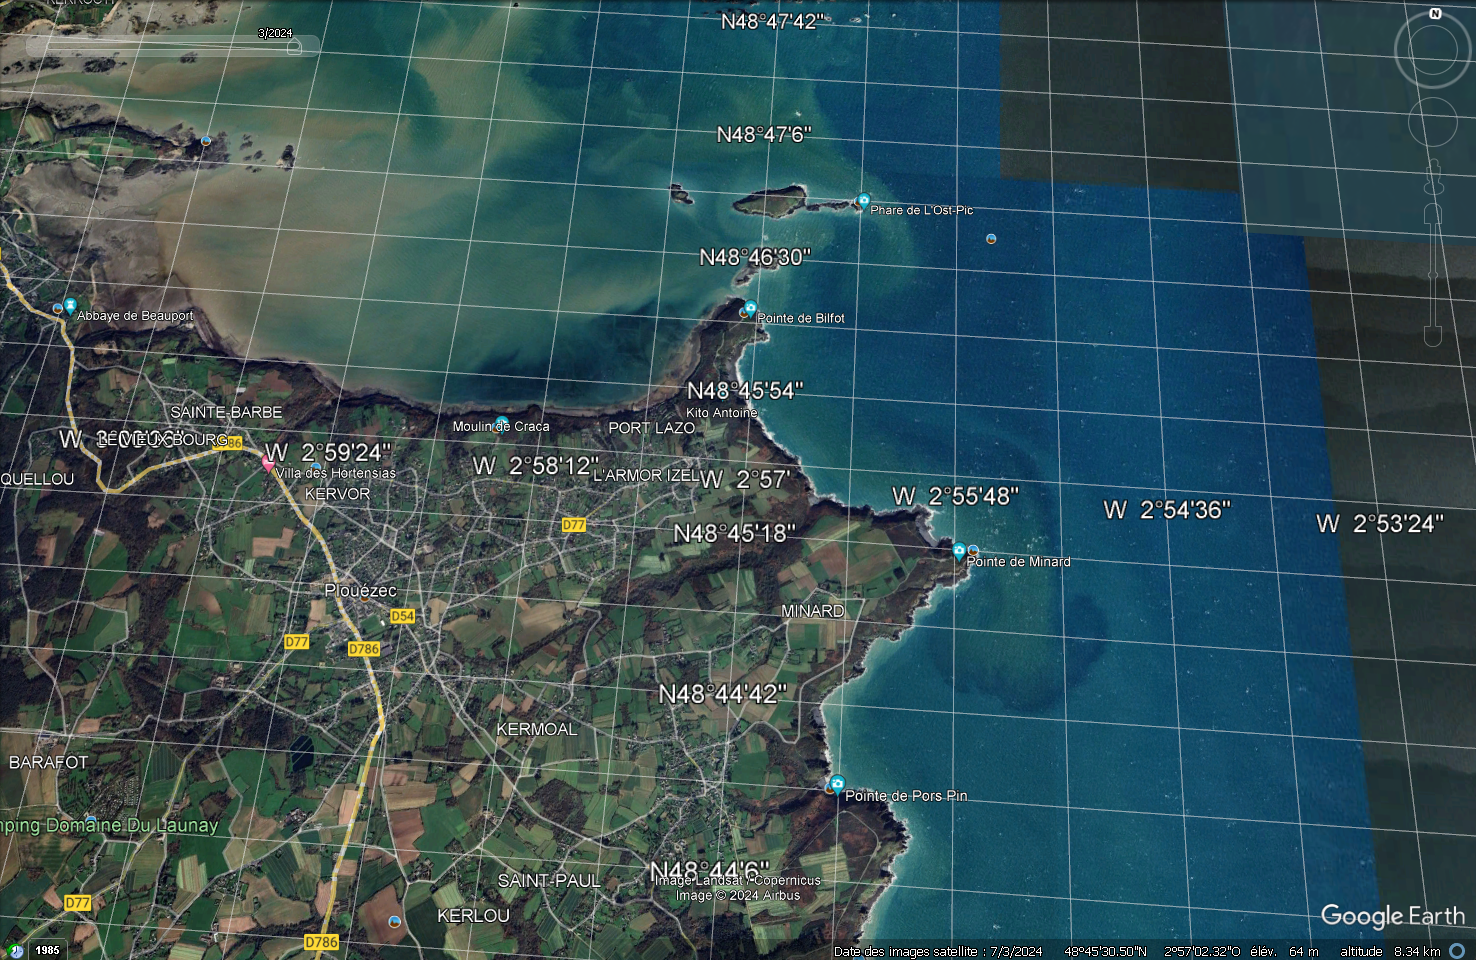 3/2024
N48°47'42"
N
N48°47'6"
Phare de L'Ost-Pic
N48°46'30"
Abbaye de Beauport
Pointe de Bilfot
N48°45'54"
SAINTE-BARBE
Kito Antoine
Moulin de Craca
PORT LAZO
LE VIEUX BOURG
W 2°59'24"
W 2°58'12"
L'ARMOR IZEL
W 2°57'
Villa des Hortensias
QUELLOU
KERVOR
W 2°55'48"
W 2°54'36"
W 2°53'24"
D77
N48°45'18"
Pointe de Minard
Plouézec
MINARD
D54
D77
D786
N48°44'42"
KERMOAL
BARAFOT
Pointe de Pors Pin
mping Domaine Du Launay
N48°44'6"
SAINT-PAUL
Image Landsat / Copernicus
Image © 2024 Airbus
D77
KERLOU
Google Earth
D786
1985
Date des images satellite : 7/3/2024 48°45'30.50"N 2°57'02.32"O élév. 64 m altitude 8.34 km